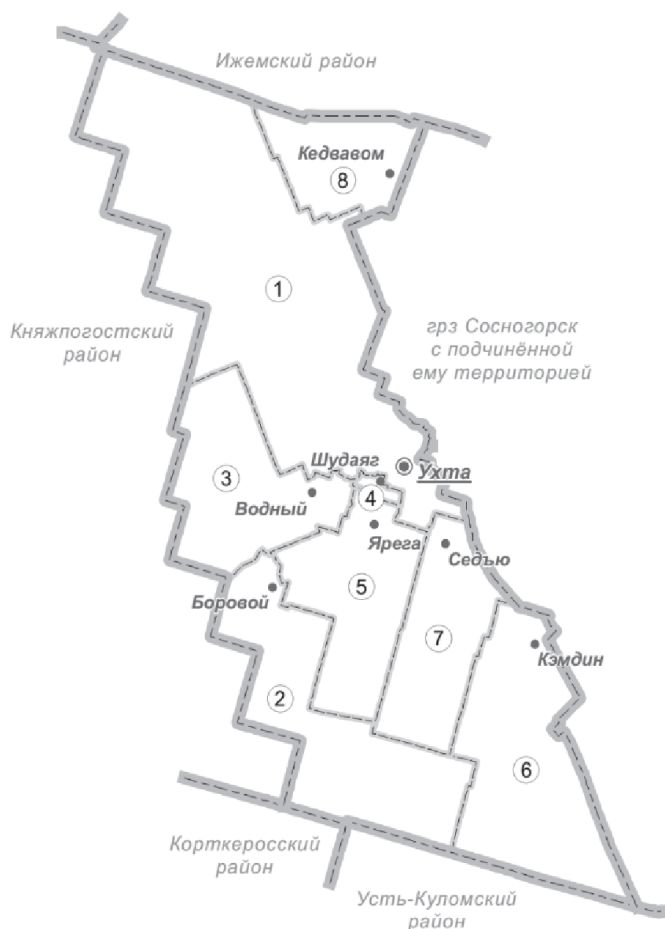 Ижемский район
Кедвавом
8
1
Княжпогостский
район
грз Сосногорск
с подчинённой
ему территорией
Шудаяг
Ухта
3
Водный
4
Ярега
Седъю
Боровой
5
7
Кэмдин
2
6
Корткеросский
район
Усть-Куломский
район